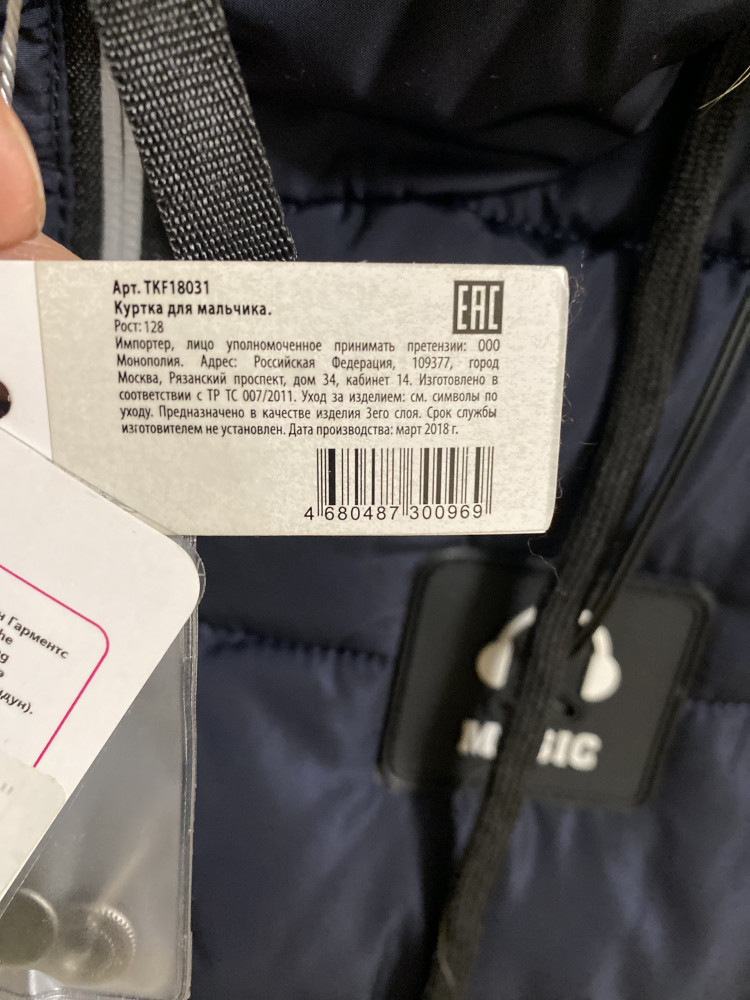 Арт. TKF18031
Куртка для мальчика.
Рост: 128
Импортер, лицо уполномоченное принимать претензии: ООО
Монополия. Адрес: Российская Федерация, 109377, город
Москва, Рязанский проспект, дом 34, кабинет 14. Изготовлено в
соответствии с ТР ТС 007/2011. Уход за изделием: см. символы по
уходу. Предназначено в качестве изделия 3его слоя. Срок службы
изготовителем не установлен. Дата производства: март 2018 г.
EAC
4 680487 300969
Гарментс
MUSIC